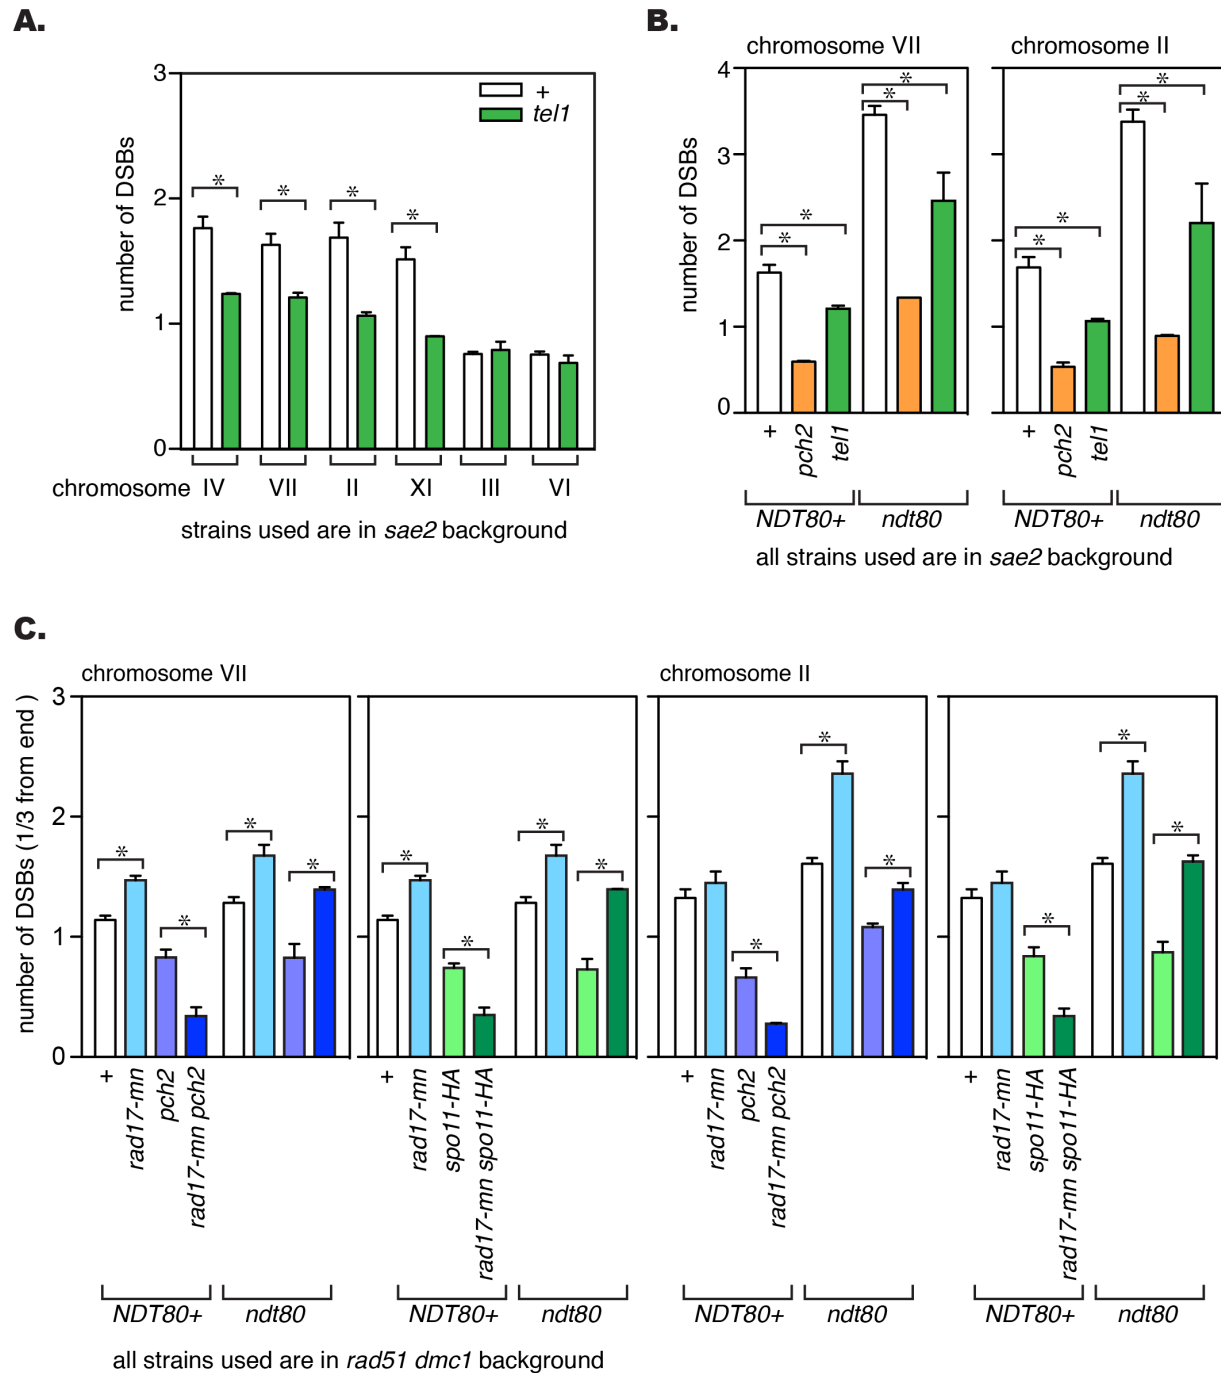 A.
3
2
1
0
number of DSBs
+
tel1
*
*
*
*
chromosome IV VII II XI III VI
strains used are in sae2 background
B.
chromosome VII
chromosome II
4
3
2
1
0
number of DSBs
*
*
*
*
*
*
*
*
+
pch2
tel1
+
pch2
tel1
NDT80+
ndt80
NDT80+
ndt80
all strains used are in sae2 background
C.
chromosome VII
chromosome II
3
2
1
0
number of DSBs (1/3 from end )
*
*
*
*
*
*
*
*
*
*
*
*
*
*
+
rad17-mn
pch2
rad17-mn pch2
+
rad17-mn
spo11-HA
rad17-mn spo11-HA
+
rad17-mn
pch2
rad17-mn pch2
+
rad17-mn
spo11-HA
rad17-mn spo11-HA
NDT80+
ndt80
NDT80+
ndt80
NDT80+
ndt80
NDT80+
ndt80
all strains used are in rad51 dmc1 background